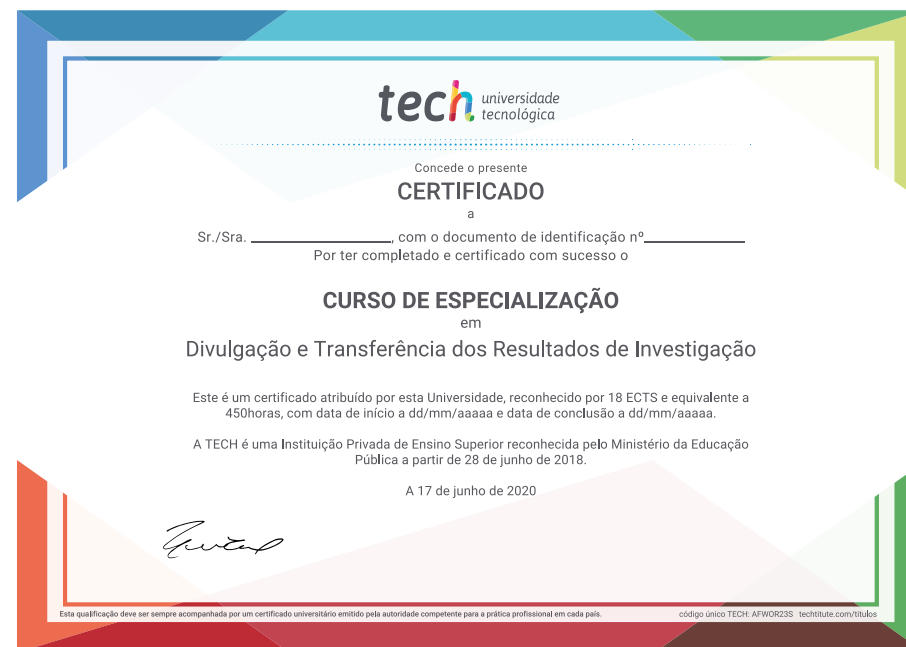 tech universidade
tecnológica
Concede o presente
CERTIFICADO
a
Sr./Sra. ____________________, com o documento de identificação nº______________
Por ter completado e certificado com sucesso o
CURSO DE ESPECIALIZAÇÃO
em
Divulgação e Transferência dos Resultados de Investigação
Este é um certificado atribuído por esta Universidade, reconhecido por 18 ECTS e equivalente a
450horas, com data de início a dd/mm/aaaaa e data de conclusão a dd/mm/aaaaa.
A TECH é uma Instituição Privada de Ensino Superior reconhecida pelo Ministério da Educação
Pública a partir de 28 de junho de 2018.
A 17 de junho de 2020
Esta qualificação deve ser sempre acompanhada por um certificado universitário emitido pela autoridade competente para a prática profissional em cada país.
código único TECH: AFWOR23S techtitute.com/titulos